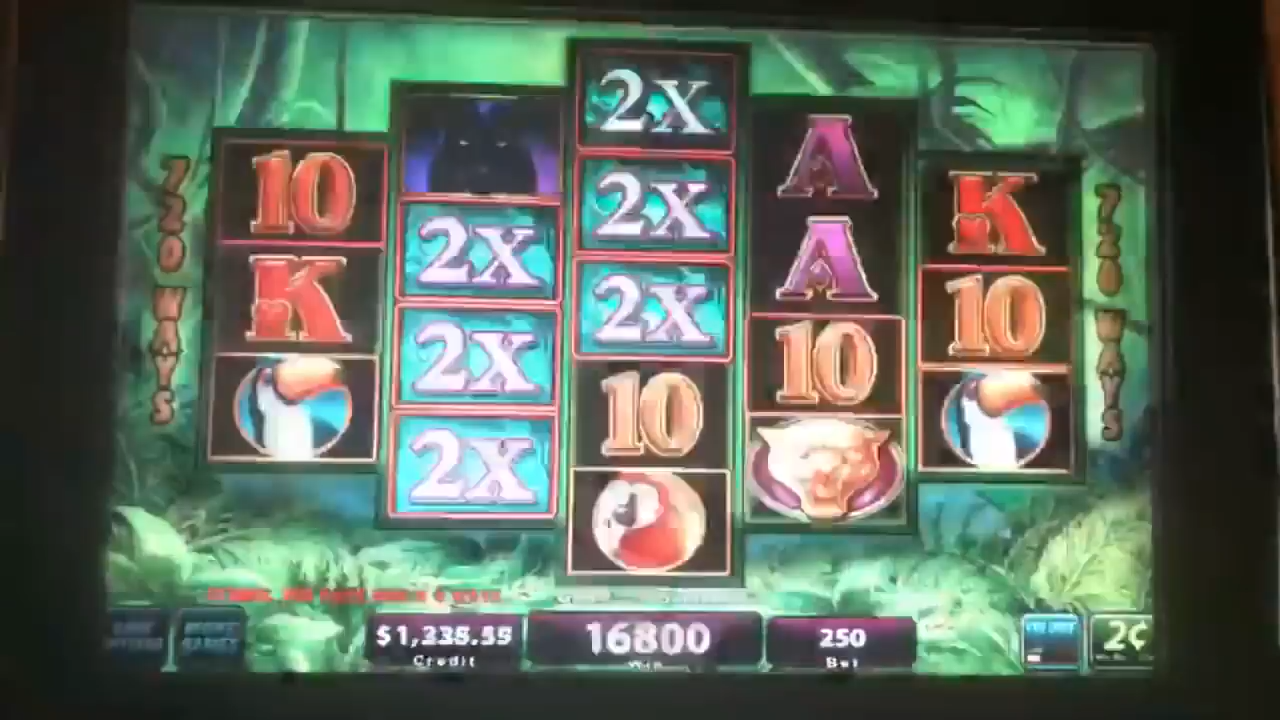 720 WAYS
10
K
2X
2X
2X
2X
2X
2X
10
A
A
10
K
10
720 WAYS
$1,235.55
Credit
16800
Win
250
Bet
2¢